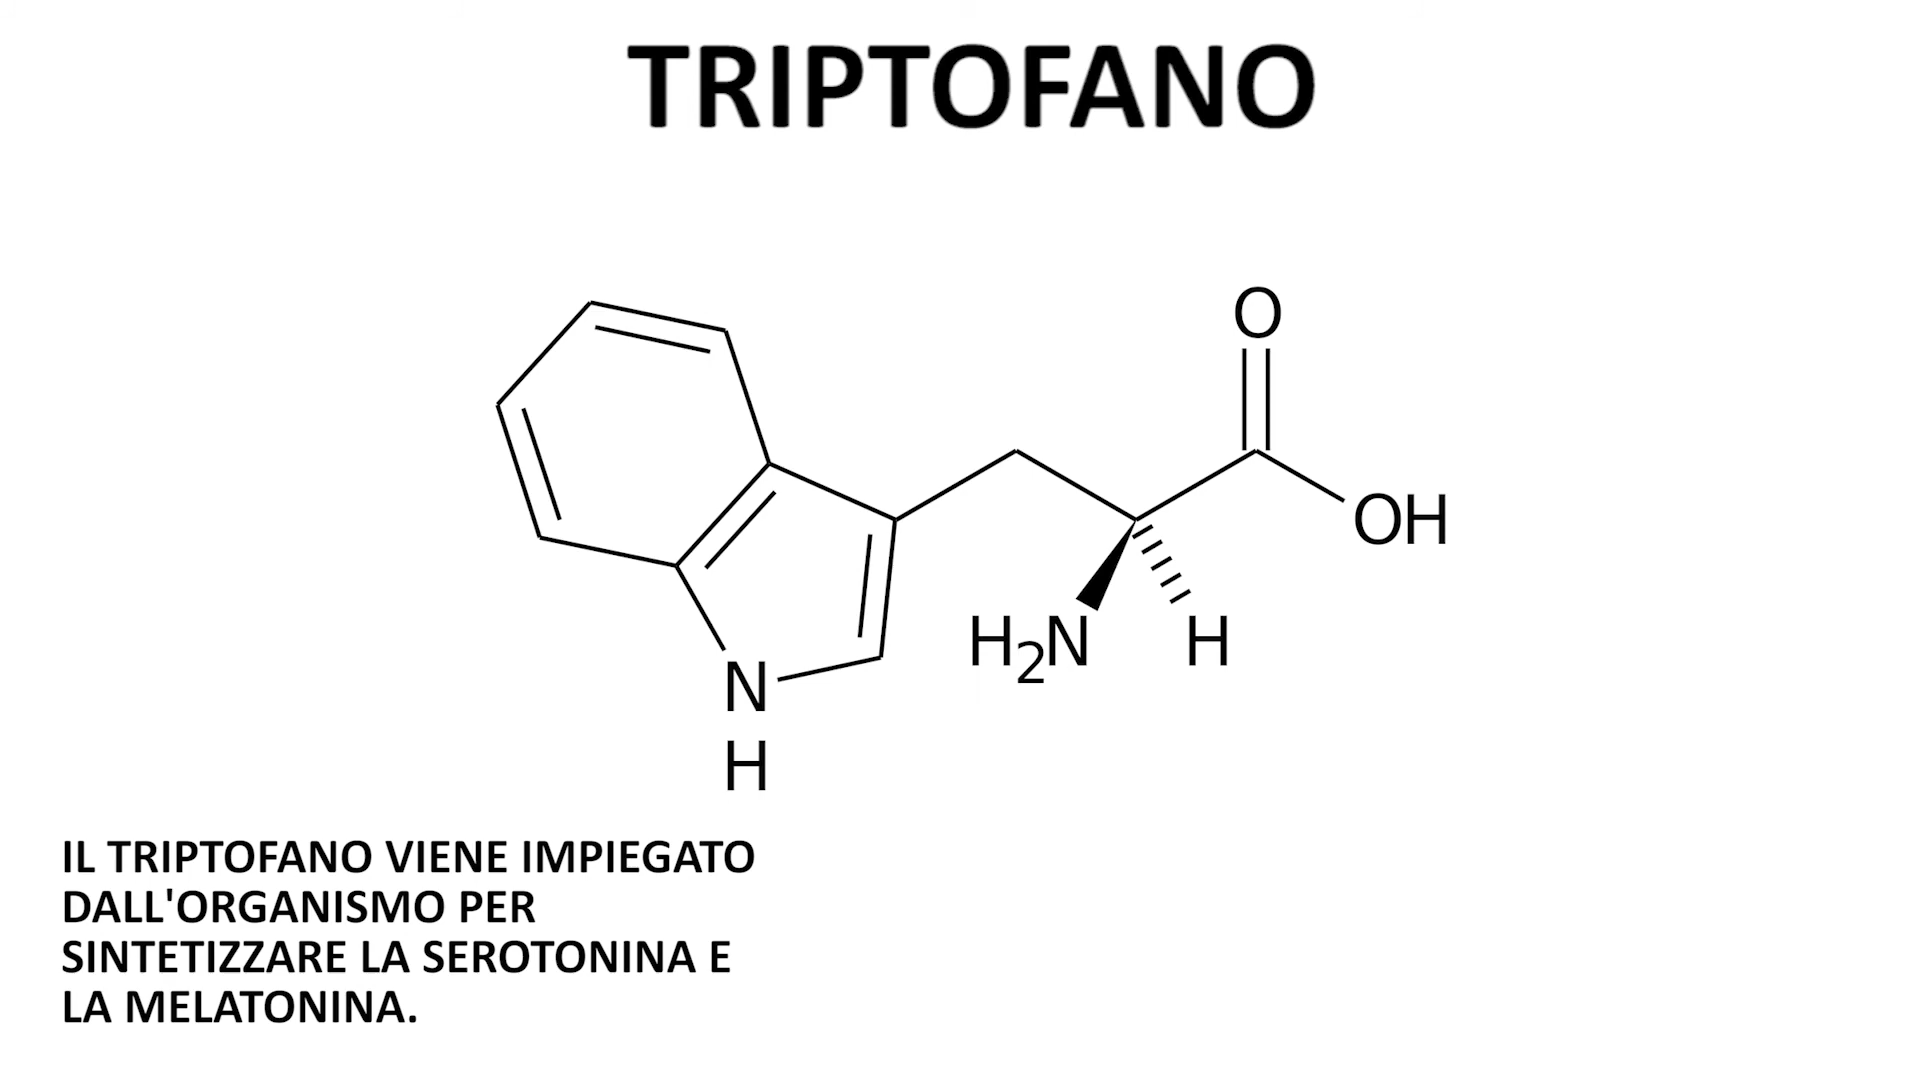 TRIPTOFANO
O
OH
H2N
H
N
H
IL TRIPTOFANO VIENE IMPIEGATO
DALL'ORGANISMO PER
SINTETIZZARE LA SEROTONINA E
LA MELATONINA.